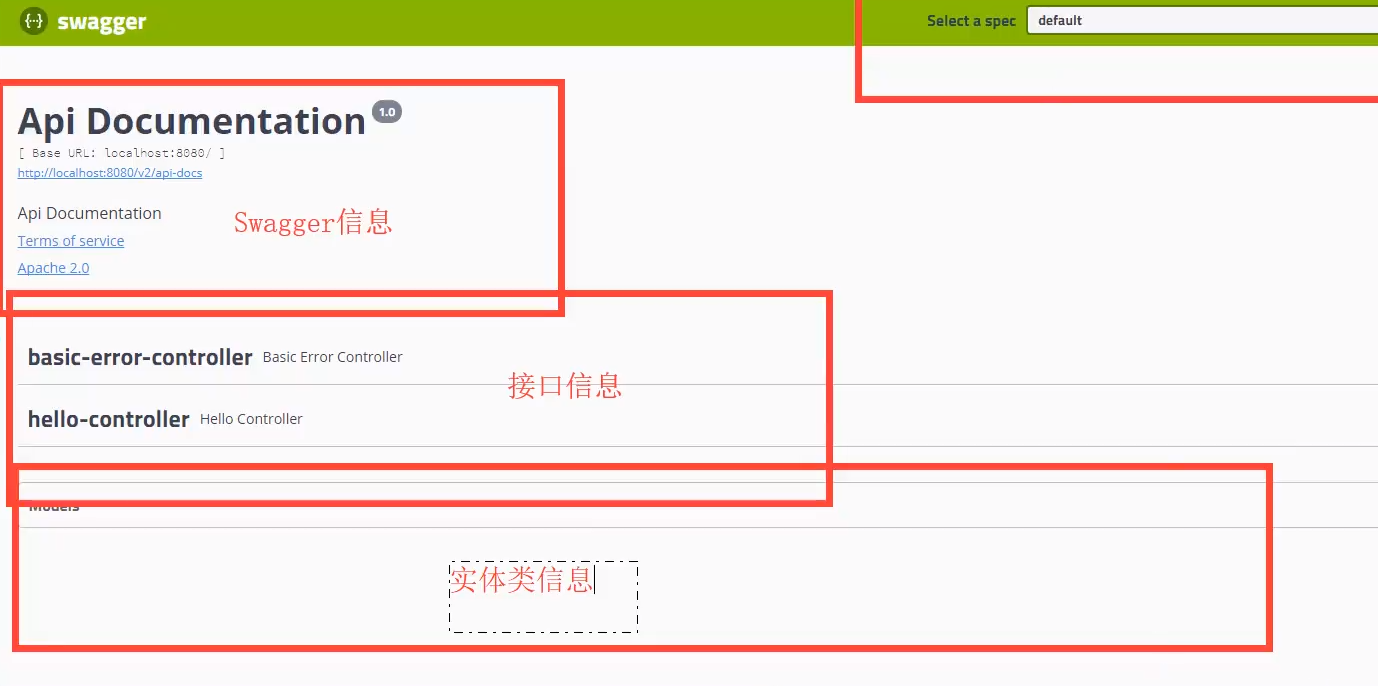 swagger
Select a spec
default
Api Documentation 1.0
[ Base URL: localhost:8080/ ]
http://localhost:8080/v2/api-docs
Api Documentation
Swagger信息
Terms of service
Apache 2.0
basic-error-controller Basic Error Controller
接口信息
hello-controller Hello Controller
Models
实体类信息